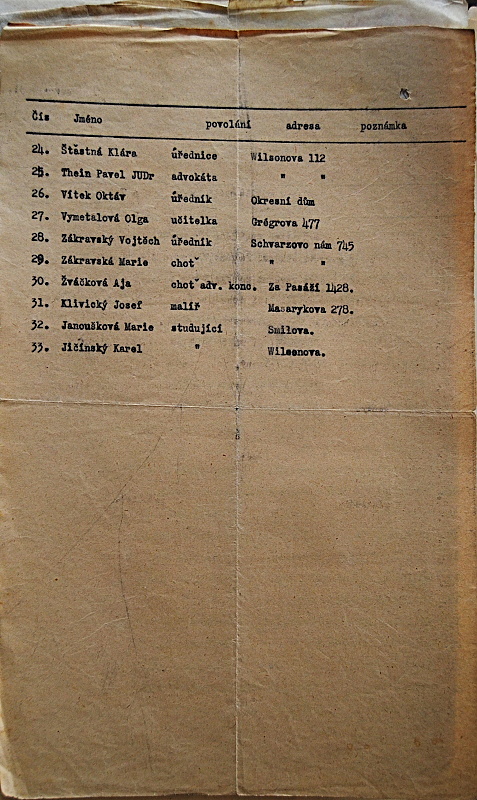 Čís Jméno povolání adresa poznámka
24. Štastná Klára úřednice Wilsonova 112
25. Thein Pavel JUDr advokáta " "
26. Vítek Oktáv úředník Okresní dům
27. Vymetalová Olga učitelka Grégrova 477
28. Zákravský Vojtěch úředník Schvarzovo nám 745
29. Zákravská Marie choť " "
30. Žváčková Aja choť adv. konc. Za Pasáží 1428.
31. Klivický Josef malíř Masarykova 278.
32. Janoušková Marie studující Smilova.
33. Jičínský Karel " Wilsonova.